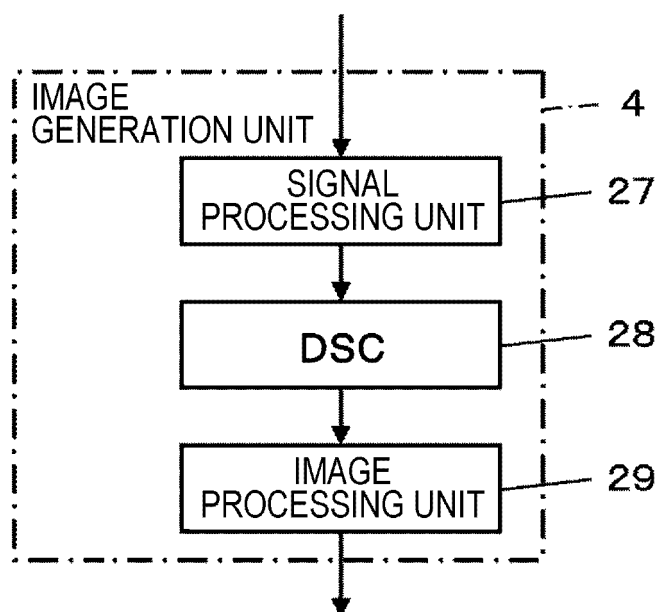 IMAGE
GENERATION UNIT
4
SIGNAL
PROCESSING UNIT
27
DSC
28
IMAGE
PROCESSING UNIT
29